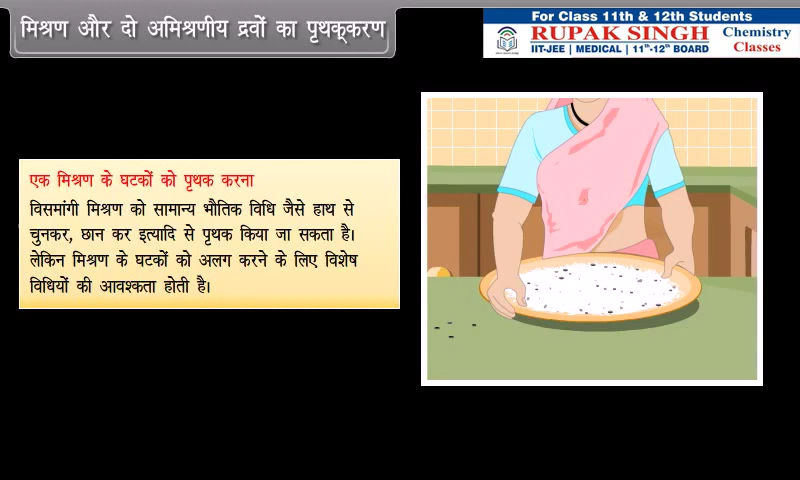 मिश्रण और दो अमिश्रणीय द्रवों का पृथक्करण
For Class 11th & 12th Students
RUPAK SINGH
IIT-JEE | MEDICAL | 11th-12th BOARD
Chemistry
Classes
एक मिश्रण के घटकों को पृथक करना
विसमांगी मिश्रण को सामान्य भौतिक विधि जैसे हाथ से
चुनकर, छान कर इत्यादि से पृथक किया जा सकता है।
लेकिन मिश्रण के घटकों को अलग करने के लिए विशेष
विधियों की आवश्कता होती है।